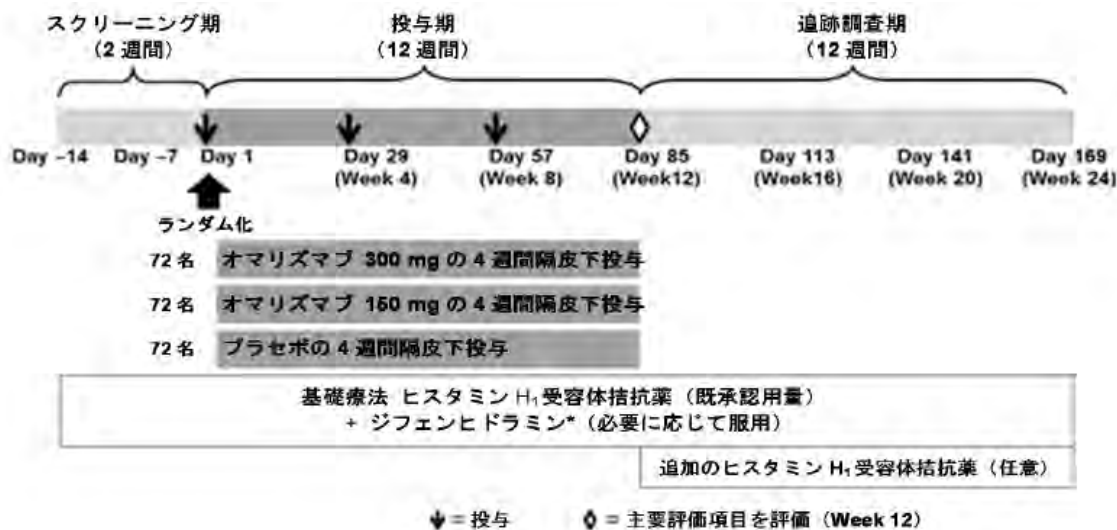 スクリーニング期
(2 週間)
投与期
(12 週間)
追跡調査期
(12 週間)
Day −14 Day −7 Day 1 Day 29 Day 57 Day 85 Day 113 Day 141 Day 169
(Week 4) (Week 8) (Week12) (Week16) (Week 20) (Week 24)
ランダム化
72 名 オマリズマブ 300 mg の 4 週間隔皮下投与
72 名 オマリズマブ 150 mg の 4 週間隔皮下投与
72 名 プラセボの 4 週間隔皮下投与
基礎療法 ヒスタミン H₁ 受容体拮抗薬(既承認用量)
+ ジフェンヒドラミン*(必要に応じて服用)
追加のヒスタミン H₁ 受容体拮抗薬(任意)
= 投与 = 主要評価項目を評価(Week 12)